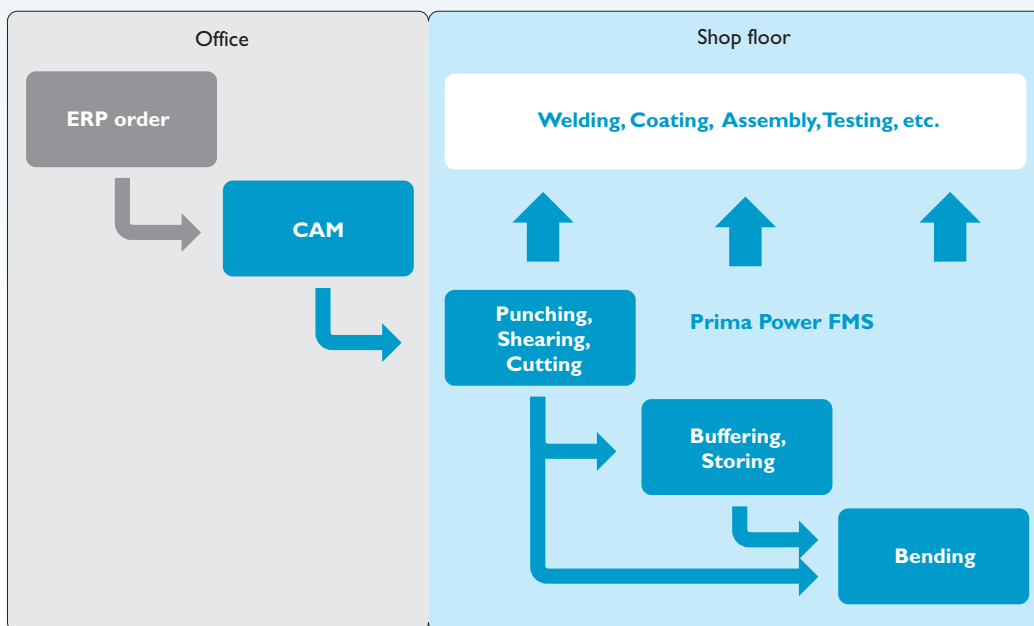 Office
Shop floor
ERP order
Welding, Coating, Assembly, Testing, etc.
CAM
Punching,
Shearing,
Cutting
Prima Power FMS
Buffering,
Storing
Bending